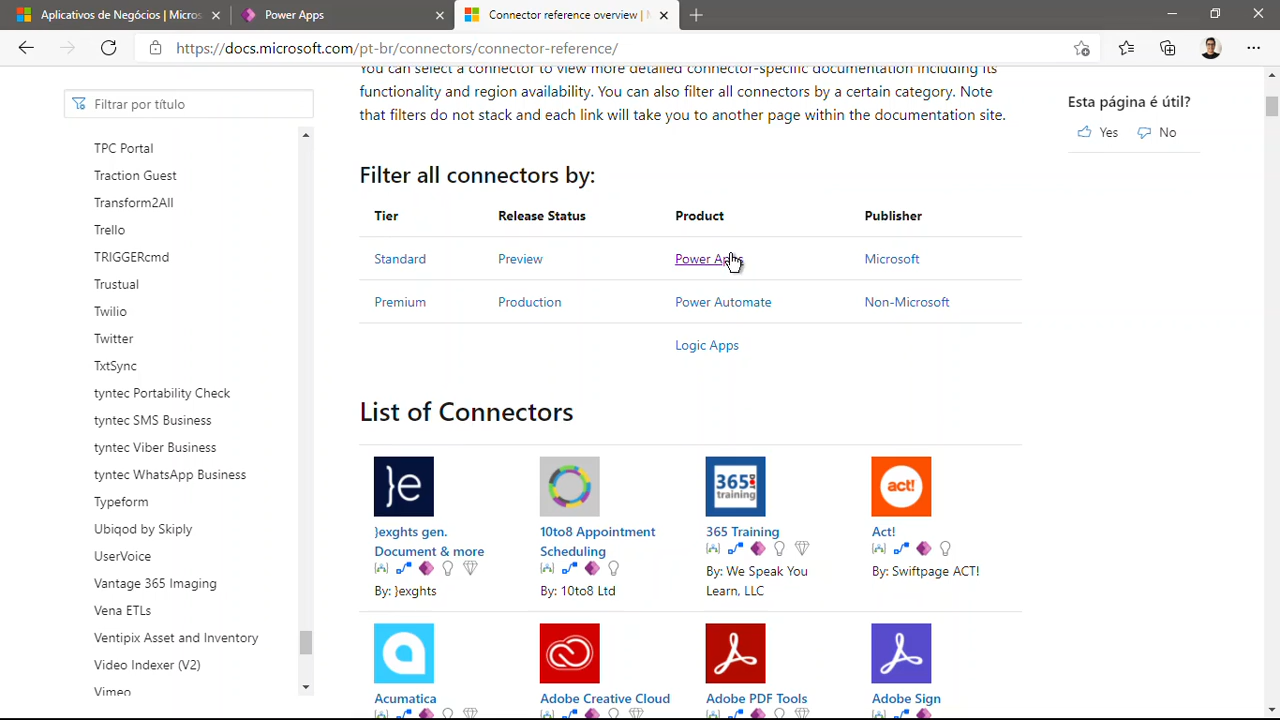 Aplicativos de Negócios | Micros
Power Apps
Connector reference overview |
https://docs.microsoft.com/pt-br/connectors/connector-reference/
You can select a connector to view more detailed connector-specific documentation including its
functionality and region availability. You can also filter all connectors by a certain category. Note
that filters do not stack and each link will take you to another page within the documentation site.
Filtrar por título
TPC Portal
Traction Guest
Transform2All
Trello
TRIGGERcmd
Trustual
Twilio
Twitter
TxtSync
tyntec Portability Check
tyntec SMS Business
tyntec Viber Business
tyntec WhatsApp Business
Typeform
Ubiqod by Skiply
UserVoice
Vantage 365 Imaging
Vena ETLs
Ventipix Asset and Inventory
Video Indexer (V2)
Vimeo
Filter all connectors by:
Tier Release Status Product Publisher
Standard Preview Power Apps Microsoft
Premium Production Power Automate Non-Microsoft
Logic Apps
List of Connectors
}e
365 DOT training
act!
}exghts gen.
Document & more
By: }exghts
10to8 Appointment
Scheduling
By: 10to8 Ltd
365 Training
By: We Speak You
Learn, LLC
Act!
By: Swiftpage ACT!
Acumatica
Adobe Creative Cloud
Adobe PDF Tools
Adobe Sign
Esta página é útil?
Yes No